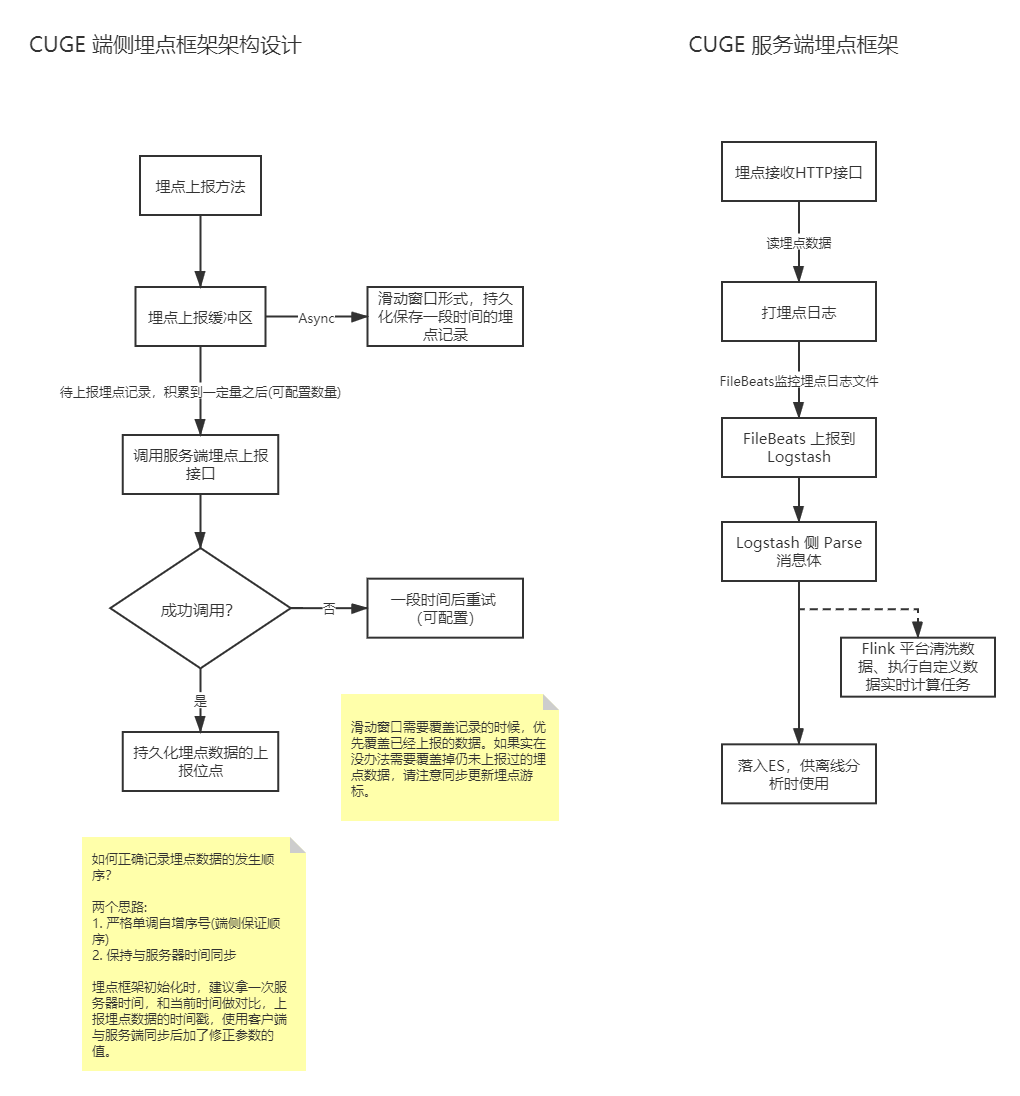 CUGE 端侧埋点框架架构设计
埋点上报方法
埋点上报缓冲区
Async
滑动窗口形式，持久
化保存一段时间的埋
点记录
待上报埋点记录，积累到一定量之后(可配置数量)
调用服务端埋点上报
接口
成功调用?
否
一段时间后重试
(可配置)
是
持久化埋点数据的上
报位点
滑动窗口需要覆盖记录的时候，优
先覆盖已经上报的数据。如果实在
没办法需要覆盖掉仍未上报过的埋
点数据，请注意同步更新埋点游
标。
如何正确记录埋点数据的发生顺
序?
两个思路:
1. 严格单调自增序号(端侧保证顺
序)
2. 保持与服务器时间同步
埋点框架初始化时，建议拿一次服
务器时间，和当前时间做对比，上
报埋点数据的时间戳，使用客户端
与服务端同步后加了修正参数的
值。
CUGE 服务端埋点框架
埋点接收HTTP接口
读埋点数据
打埋点日志
FileBeats监控埋点日志文件
FileBeats 上报到
Logstash
Logstash 侧 Parse
消息体
Flink 平台清洗数
据、执行自定义数
据实时计算任务
落入ES，供离线分
析时使用